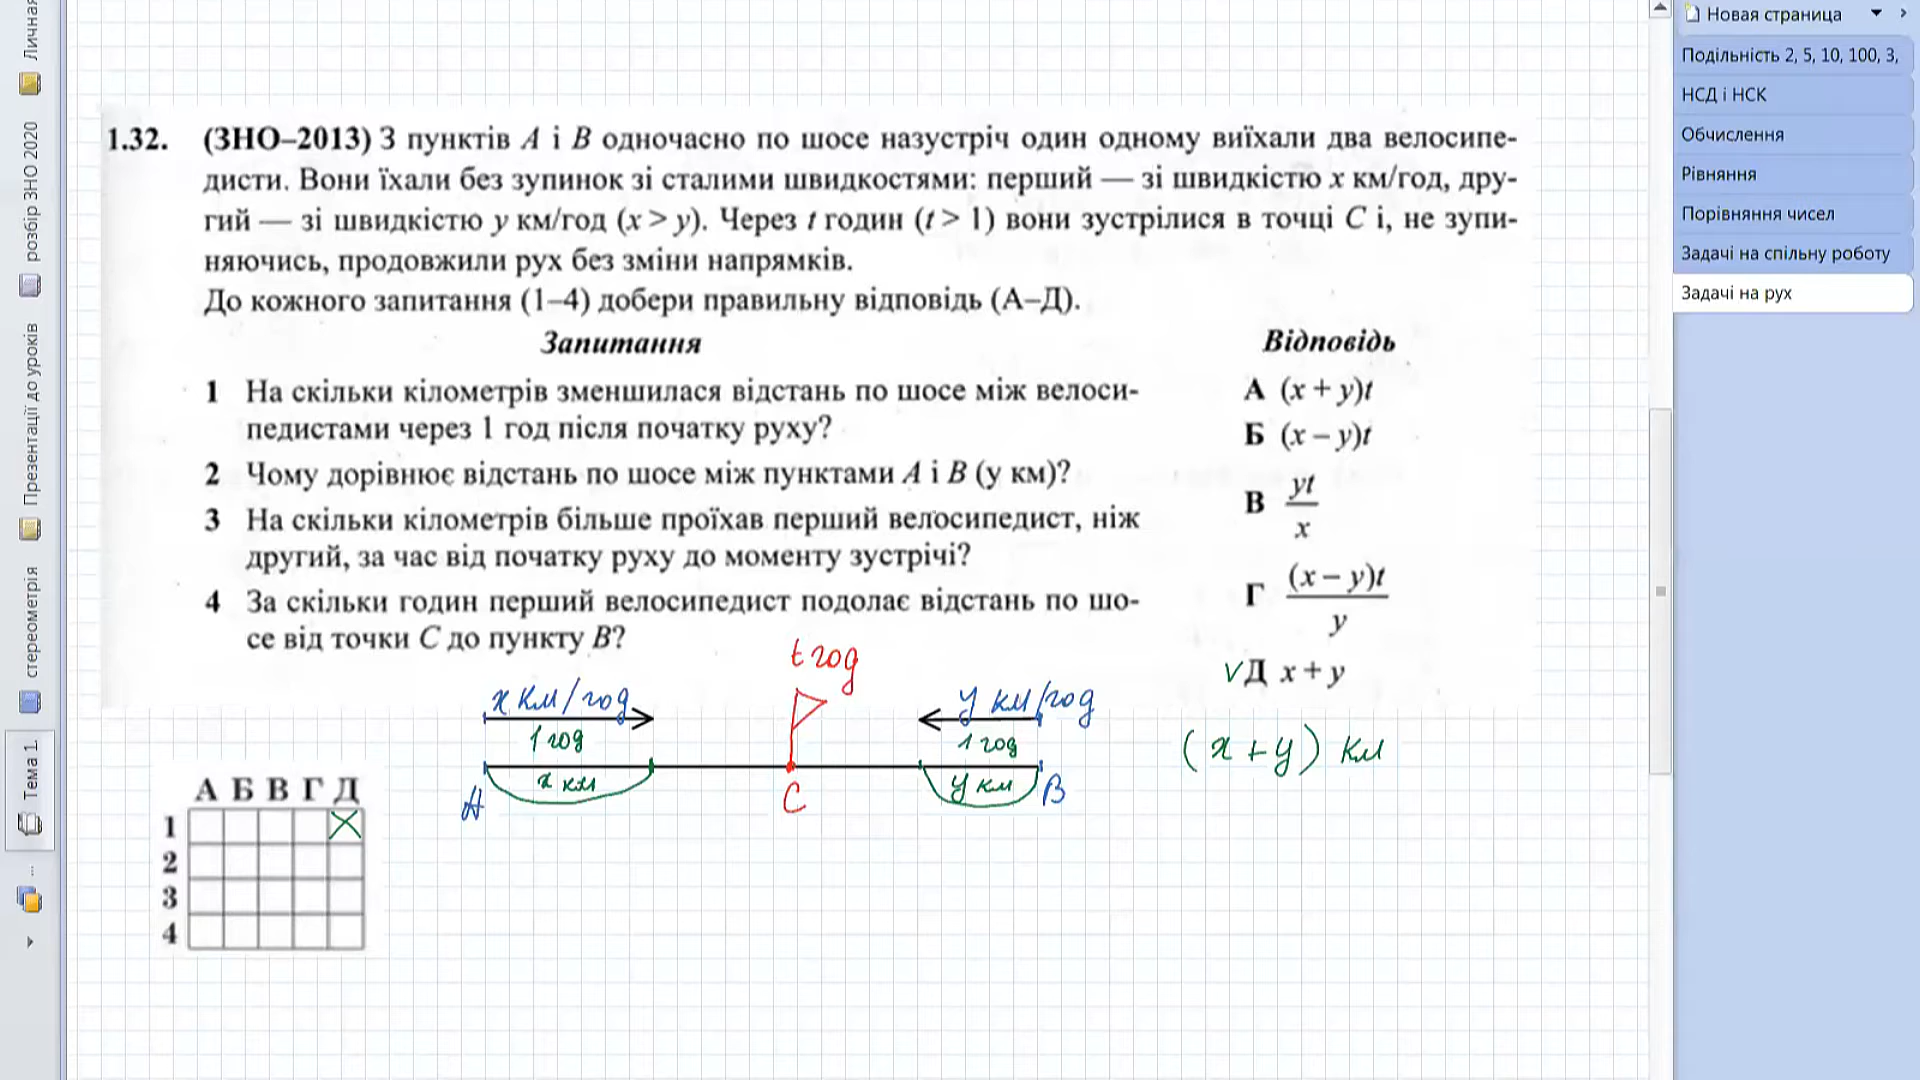 Личная
розбір ЗНО 2020
Презентації до уроків
стереометрія
Тема 1.
...
Новая страница
Подільність 2, 5, 10, 100, 3,
НСД і НСК
Обчислення
Рівняння
Порівняння чисел
Задачі на спільну роботу
Задачі на рух
1.32. (ЗНО–2013) З пунктів A і B одночасно по шосе назустріч один одному виїхали два велосипе-
дисти. Вони їхали без зупинок зі сталими швидкостями: перший — зі швидкістю x км/год, дру-
гий — зі швидкістю y км/год (x > y). Через t годин (t > 1) вони зустрілися в точці C і, не зупи-
няючись, продовжили рух без зміни напрямків.
До кожного запитання (1–4) добери правильну відповідь (А–Д).
Запитання
1 На скільки кілометрів зменшилася відстань по шосе між велоси-
педистами через 1 год після початку руху?
2 Чому дорівнює відстань по шосе між пунктами A і B (у км)?
3 На скільки кілометрів більше проїхав перший велосипедист, ніж
другий, за час від початку руху до моменту зустрічі?
4 За скільки годин перший велосипедист подолає відстань по шо-
се від точки C до пункту B?
Відповідь
А (x + y)t
Б (x – y)t
В yt/x
Г (x – y)t/y
√Д x + y
t год
x км/год
y км/год
1 год
1 год
x км
y км
A
C
B
(x + y) км
А Б В Г Д
1
2
3
4